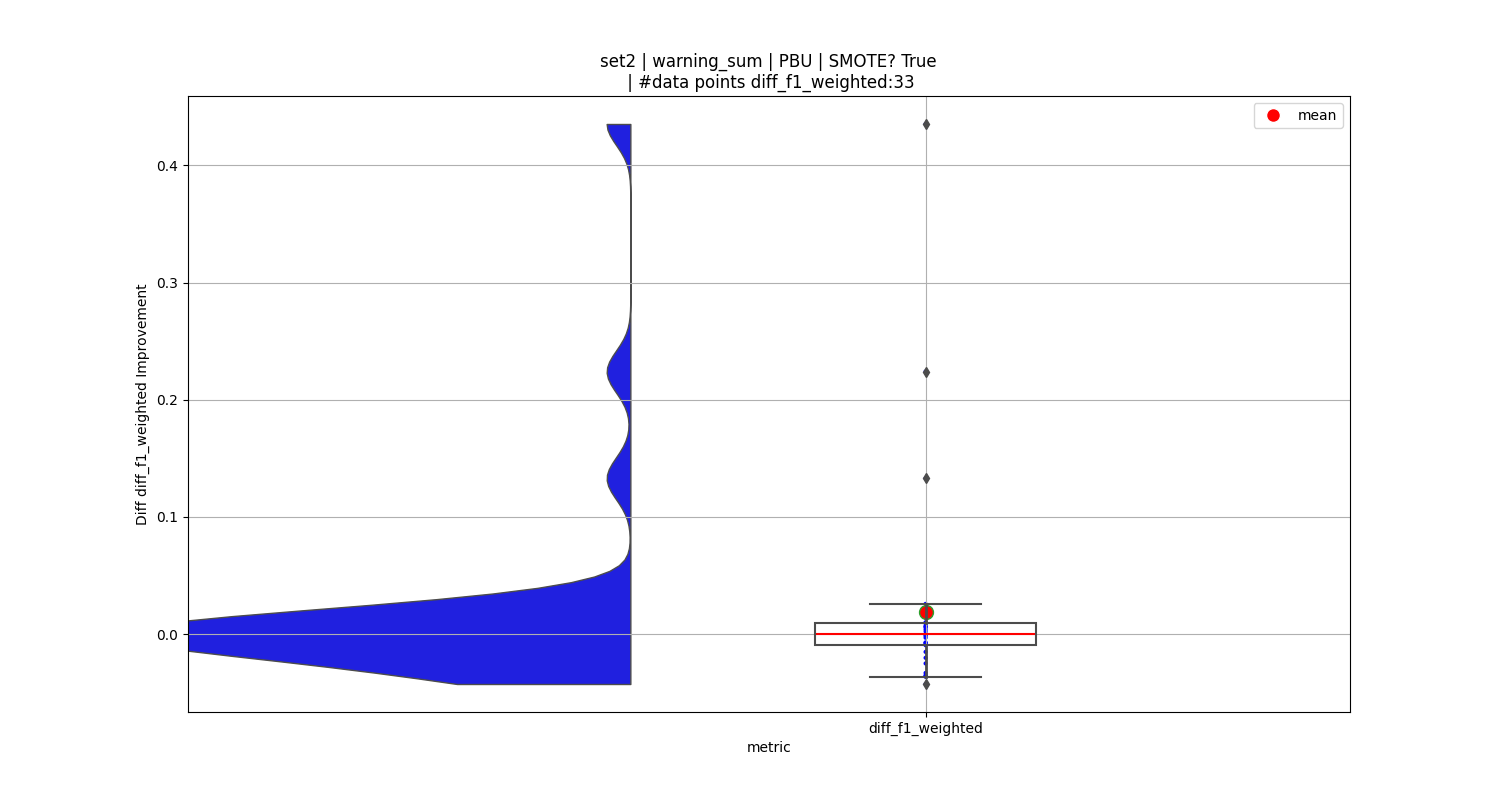 set2 | warning_sum | PBU | SMOTE? True
| #data points diff_f1_weighted:33
mean
0.4
0.3
0.2
0.1
0.0
Diff diff_f1_weighted Improvement
diff_f1_weighted
metric